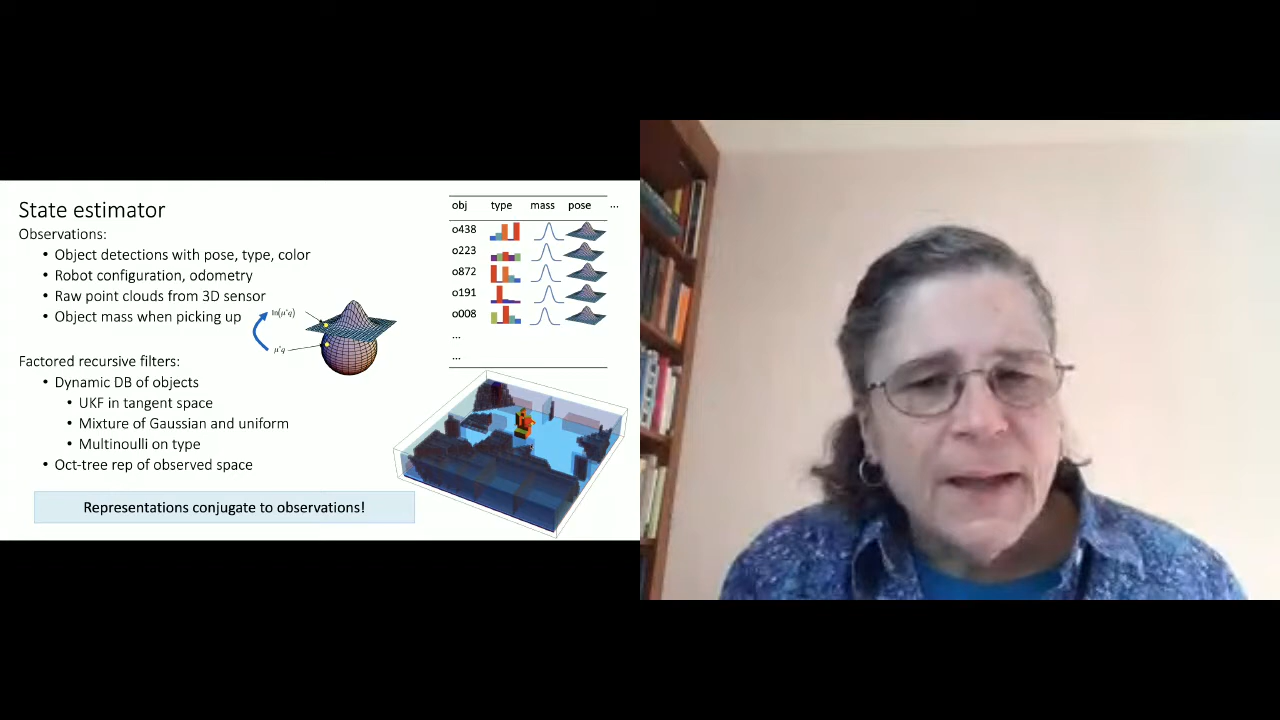 State estimator
Observations:
• Object detections with pose, type, color
• Robot configuration, odometry
• Raw point clouds from 3D sensor
• Object mass when picking up
Factored recursive filters:
• Dynamic DB of objects
• UKF in tangent space
• Mixture of Gaussian and uniform
• Multinoulli on type
• Oct-tree rep of observed space
Representations conjugate to observations!
obj type mass pose ...
o438
o223
o872
o191
o008
...
...